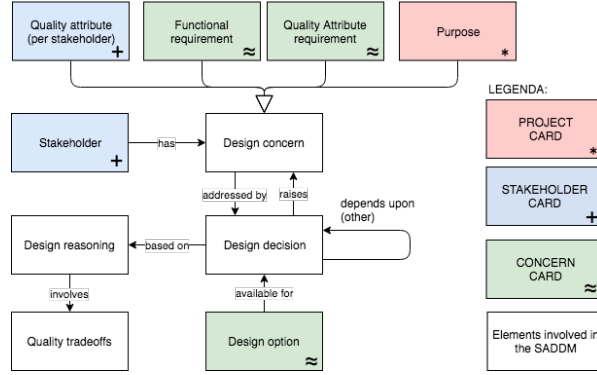 Quality attribute
(per stakeholder)
+
Functional
requirement
≈
Quality Attribute
requirement
≈
Purpose
*
LEGENDA:
PROJECT
CARD
*
Stakeholder
+
has
Design concern
STAKEHOLDER
CARD
+
addressed by
raises
depends upon
(other)
Design reasoning
based on
Design decision
CONCERN
CARD
≈
involves
available for
Quality tradeoffs
Design option
≈
Elements involved in
the SADDM